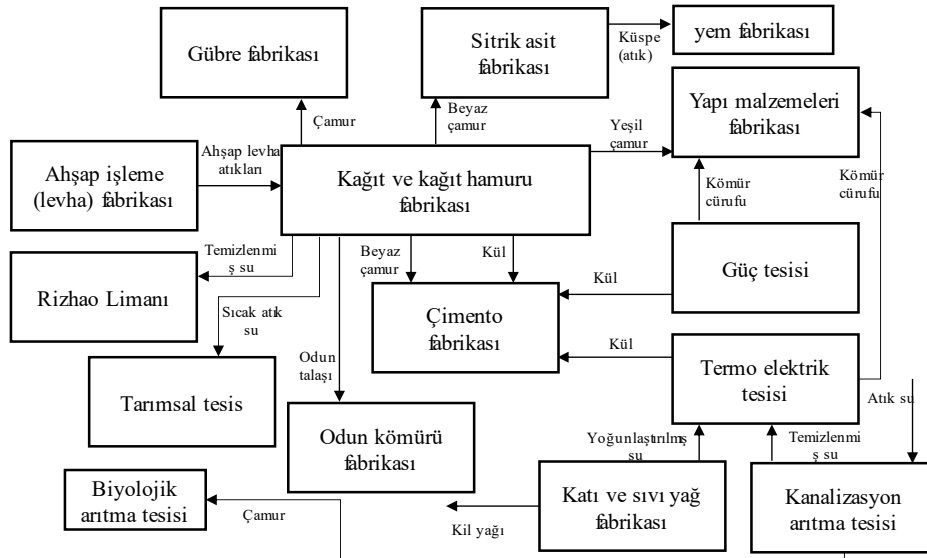 Gübre fabrikası
Sitrik asit
fabrikası
Küspe
(atık)
yem fabrikası
Yapı malzemeleri
fabrikası
Çamur
Beyaz
çamur
Yeşil
çamur
Ahşap işleme
(levha) fabrikası
Ahşap levha
atıkları
Kağıt ve kağıt hamuru
fabrikası
Kömür
cürufu
Kömür
cürufu
Rizhao Limanı
Temizlenmi
ş su
Beyaz
çamur
Kül
Güç tesisi
Kül
Sıcak atık
su
Çimento
fabrikası
Tarımsal tesis
Odun
talaşı
Kül
Termo elektrik
tesisi
Atık su
Odun kömürü
fabrikası
Yoğunlaştırılmış
su
Temizlenmi
ş su
Biyolojik
arıtma tesisi
Çamur
Kil yağı
Katı ve sıvı yağ
fabrikası
Kanalizasyon
arıtma tesisi